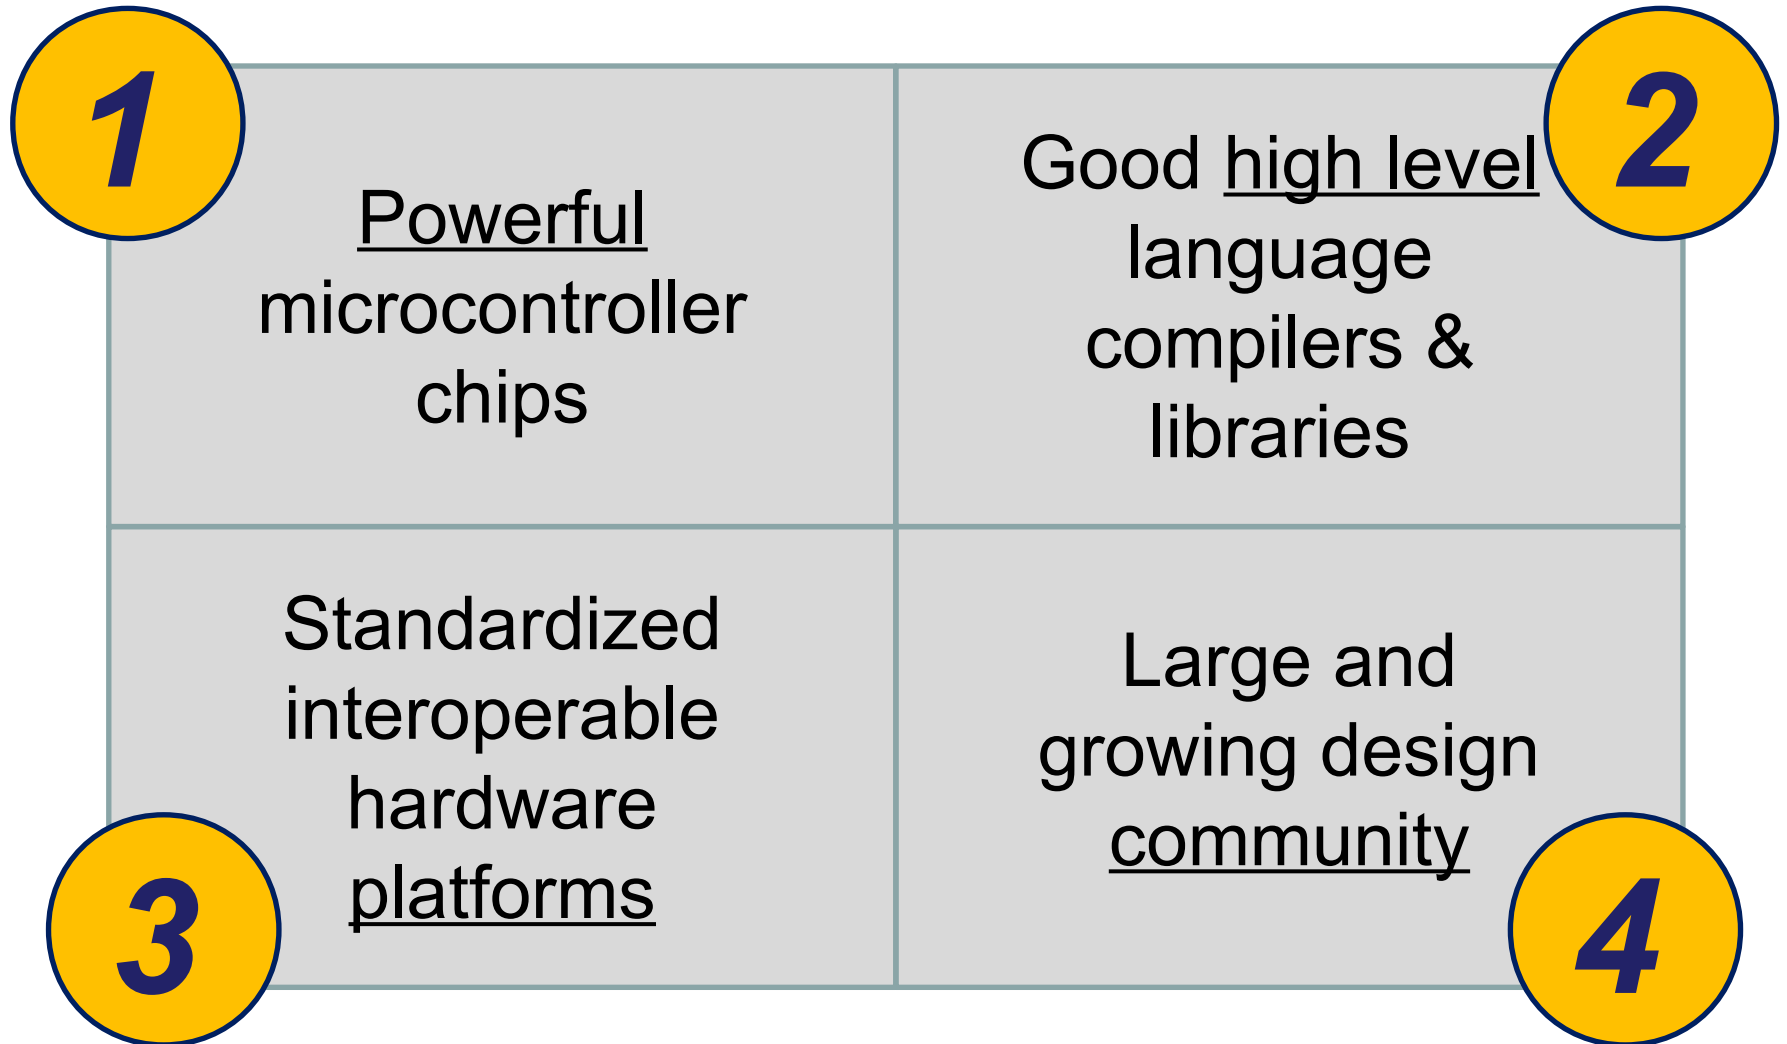 1
Powerful
microcontroller
chips
2
Good high level
language
compilers &
libraries
3
Standardized
interoperable
hardware
platforms
4
Large and
growing design
community